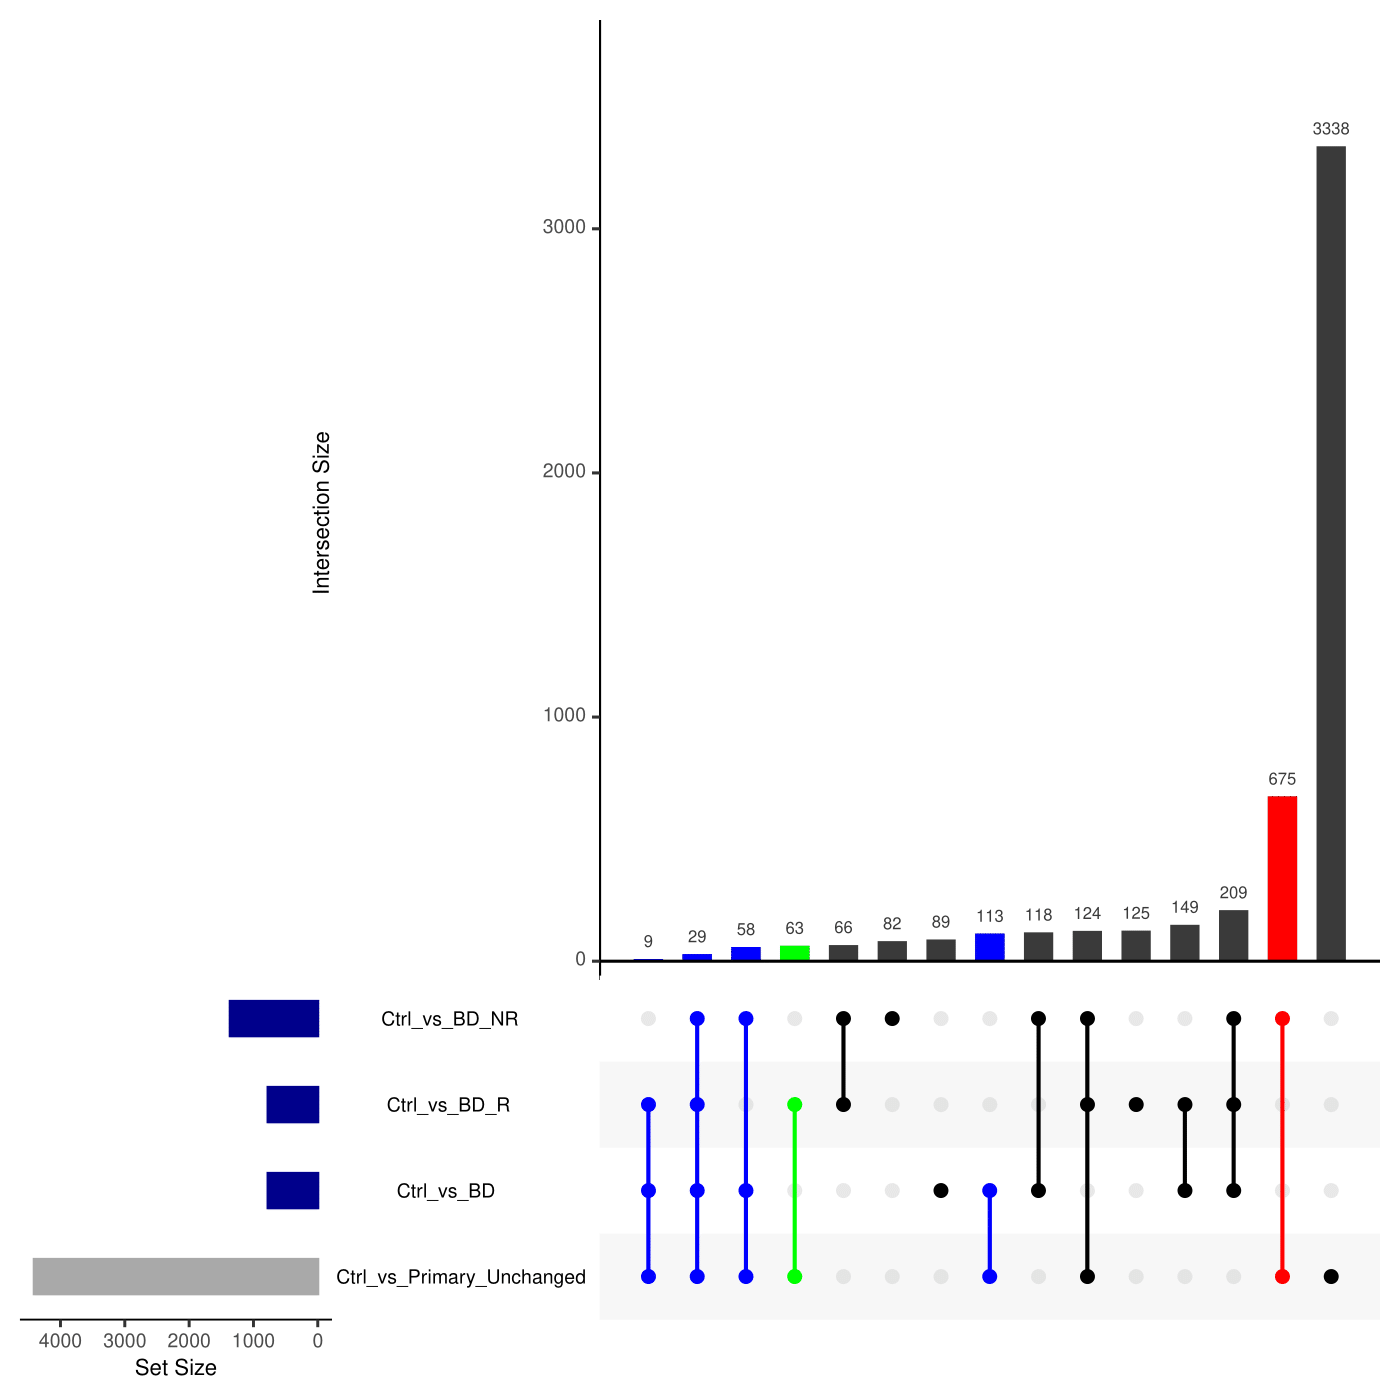 3338
3000
Intersection Size
2000
1000
675
209
149
125
124
118
113
89
82
66
63
58
29
9
0
Ctrl_vs_BD_NR
Ctrl_vs_BD_R
Ctrl_vs_BD
Ctrl_vs_Primary_Unchanged
4000 3000 2000 1000 0
Set Size